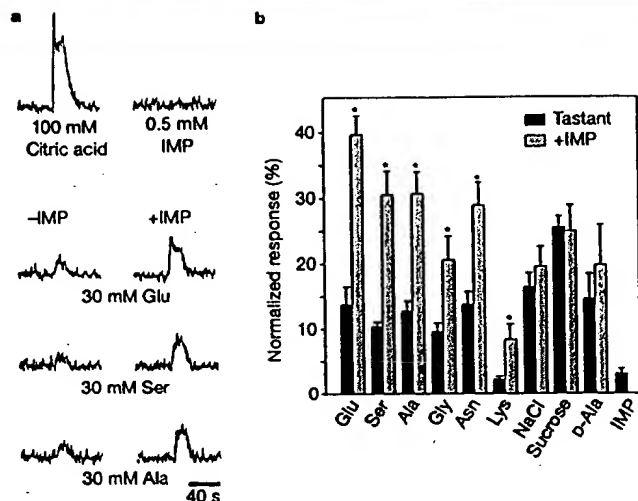 a
100 mM
Citric acid
0.5 mM
IMP
–IMP
+IMP
30 mM Glu
30 mM Ser
30 mM Ala
40 s
b
Normalized response (%)
40
30
20
10
0
Tastant
+IMP
* * * * * *
Glu
Ser
Ala
Gly
Asn
Lys
NaCl
Sucrose
D-Ala
IMP